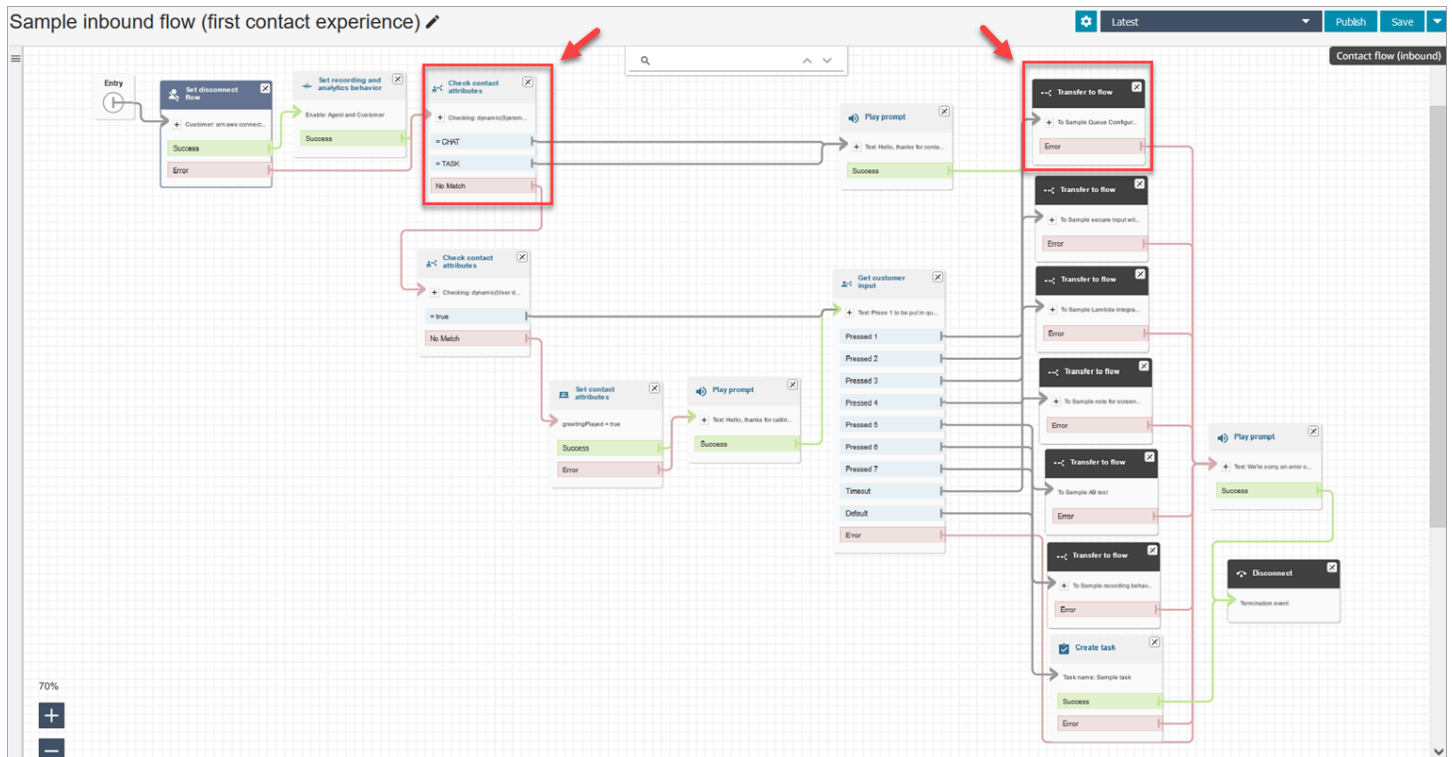 Sample inbound flow (first contact experience)
Latest
Publish
Save
Contact flow (inbound)
Entry
Set disconnect
flow
Customer: arn:aws:connect...
Success
Error
Set recording and
analytics behavior
Enable: Agent and Customer
Success
Check contact
attributes
Checking: dynamic(System...
= CHAT
= TASK
No Match
Play prompt
Text: Hello, thanks for conta...
Success
Transfer to flow
To Sample Queue Configur...
Error
Transfer to flow
To Sample secure input wit...
Error
Check contact
attributes
Checking: dynamic(User d...
= true
No Match
Get customer
input
Text: Press 1 to be put in qu...
Pressed 1
Pressed 2
Pressed 3
Pressed 4
Pressed 5
Pressed 6
Pressed 7
Timeout
Default
Error
Transfer to flow
To Sample Lambda integra...
Error
Transfer to flow
To Sample note for screen...
Error
Set contact
attributes
greetingPlayed = true
Success
Error
Play prompt
Text: Hello, thanks for callin...
Success
Transfer to flow
To Sample AB test
Error
Play prompt
Text: We're sorry, an error o...
Success
Transfer to flow
To Sample recording behav...
Error
Disconnect
Termination event
Create task
Task name: Sample task
Success
Error
70%